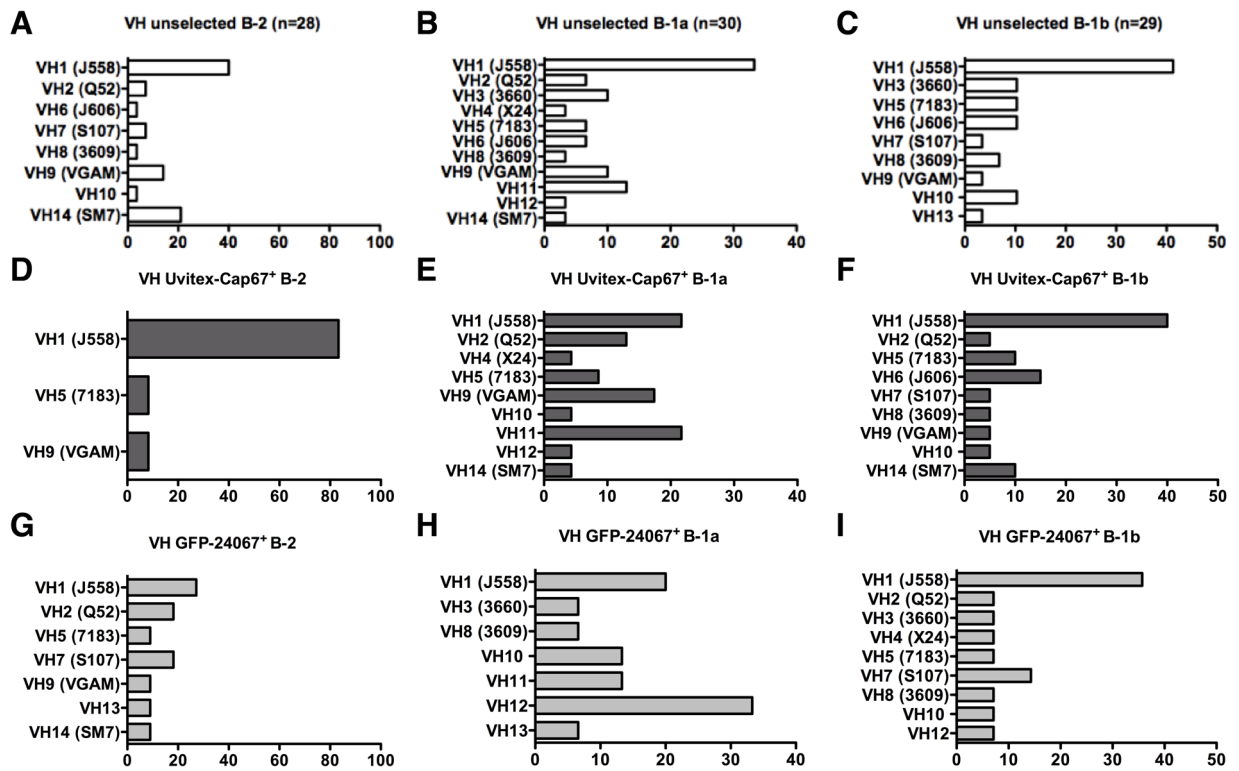 A
VH unselected B-2 (n=28)
VH1 (J558)
VH2 (Q52)
VH6 (J606)
VH7 (S107)
VH8 (3609)
VH9 (VGAM)
VH10
VH14 (SM7)
0 20 40 60 80 100
B
VH unselected B-1a (n=30)
VH1 (J558)
VH2 (Q52)
VH3 (3660)
VH4 (X24)
VH5 (7183)
VH6 (J606)
VH8 (3609)
VH9 (VGAM)
VH11
VH12
VH14 (SM7)
0 10 20 30 40
C
VH unselected B-1b (n=29)
VH1 (J558)
VH3 (3660)
VH5 (7183)
VH6 (J606)
VH7 (S107)
VH8 (3609)
VH9 (VGAM)
VH10
VH13
0 10 20 30 40 50
D
VH Uvitex-Cap67⁺ B-2
VH1 (J558)
VH5 (7183)
VH9 (VGAM)
0 20 40 60 80 100
E
VH Uvitex-Cap67⁺ B-1a
VH1 (J558)
VH2 (Q52)
VH4 (X24)
VH5 (7183)
VH9 (VGAM)
VH10
VH11
VH12
VH14 (SM7)
0 10 20 30 40
F
VH Uvitex-Cap67⁺ B-1b
VH1 (J558)
VH2 (Q52)
VH5 (7183)
VH6 (J606)
VH7 (S107)
VH8 (3609)
VH9 (VGAM)
VH10
VH14 (SM7)
0 10 20 30 40 50
G
VH GFP-24067⁺ B-2
VH1 (J558)
VH2 (Q52)
VH5 (7183)
VH7 (S107)
VH9 (VGAM)
VH13
VH14 (SM7)
0 20 40 60 80 100
H
VH GFP-24067⁺ B-1a
VH1 (J558)
VH3 (3660)
VH8 (3609)
VH10
VH11
VH12
VH13
0 10 20 30 40
I
VH GFP-24067⁺ B-1b
VH1 (J558)
VH2 (Q52)
VH3 (3660)
VH4 (X24)
VH5 (7183)
VH7 (S107)
VH8 (3609)
VH10
VH12
0 10 20 30 40 50